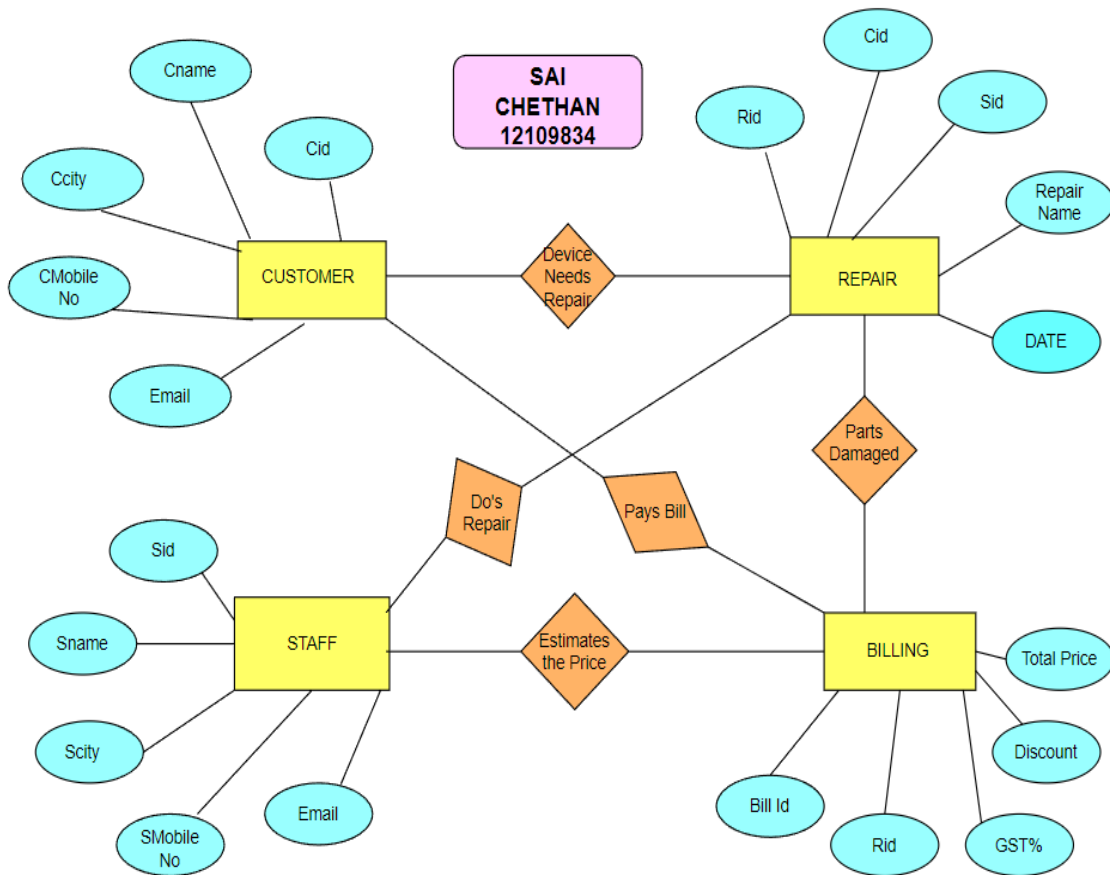 SAI
CHETHAN
12109834
Cname
Cid
Ccity
CMobile
No
Email
CUSTOMER
Device
Needs
Repair
Cid
Rid
Sid
Repair
Name
REPAIR
DATE
Parts
Damaged
Do's
Repair
Pays Bill
Sid
Sname
STAFF
Scity
SMobile
No
Email
Estimates
the Price
BILLING
Total Price
Discount
Bill Id
Rid
GST%